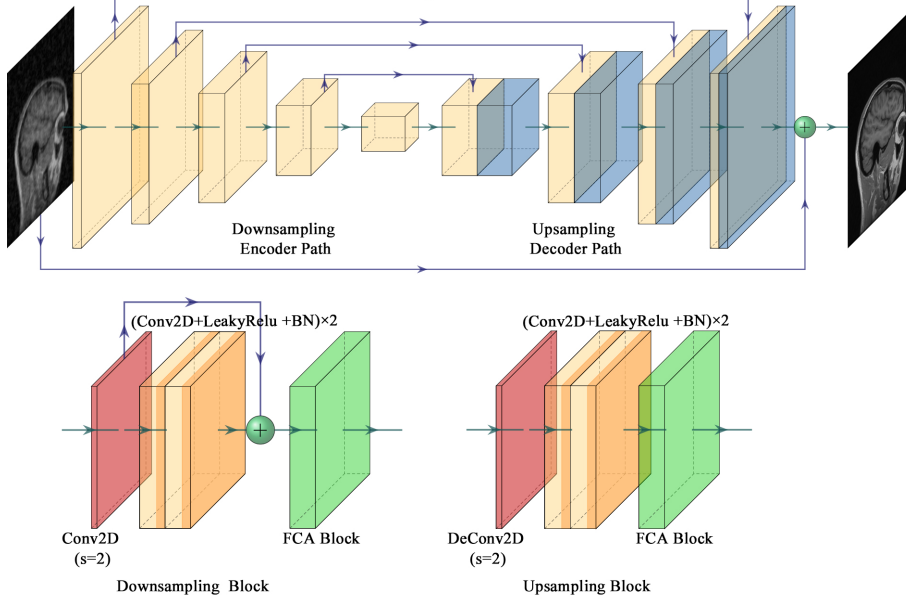 Downsampling
Encoder Path
Upsampling
Decoder Path
(Conv2D+LeakyRelu +BN)×2
(Conv2D+LeakyRelu +BN)×2
Conv2D
(s=2)
FCA Block
DeConv2D
(s=2)
FCA Block
Downsampling Block
Upsampling Block